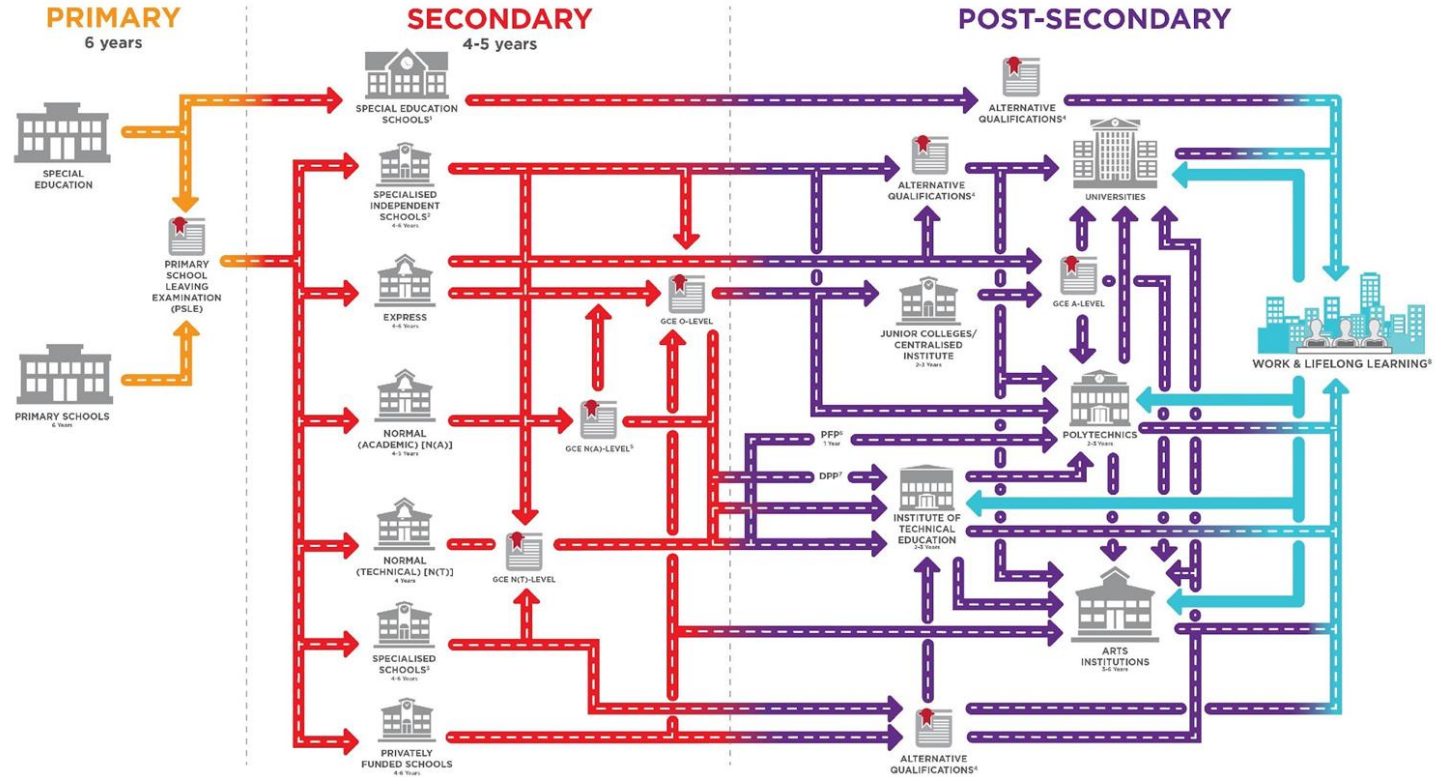 PRIMARY
6 years
SECONDARY
4-5 years
POST-SECONDARY
SPECIAL
EDUCATION
PRIMARY
SCHOOL
LEAVING
EXAMINATION
(PSLE)
PRIMARY SCHOOLS
6 Years
SPECIAL EDUCATION
SCHOOLS¹
SPECIALISED
INDEPENDENT
SCHOOLS²
4-6 Years
EXPRESS
4-6 Years
NORMAL
(ACADEMIC) [N(A)]
4-5 Years
NORMAL
(TECHNICAL) [N(T)]
4 Years
SPECIALISED
SCHOOLS³
4-6 Years
PRIVATELY
FUNDED SCHOOLS
4-6 Years
GCE O-LEVEL
GCE N(A)-LEVEL⁵
GCE N(T)-LEVEL
ALTERNATIVE
QUALIFICATIONS⁴
ALTERNATIVE
QUALIFICATIONS⁴
UNIVERSITIES
GCE A-LEVEL
JUNIOR COLLEGES/
CENTRALISED
INSTITUTE
2-3 Years
POLYTECHNICS
2-3 Years
PFP⁶
1 Year
DPP⁷
INSTITUTE OF
TECHNICAL
EDUCATION
2-3 Years
ARTS
INSTITUTIONS
3-6 Years
ALTERNATIVE
QUALIFICATIONS⁴
WORK & LIFELONG LEARNING⁸